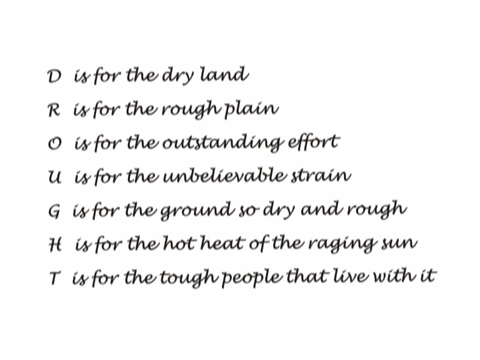 D is for the dry land
R is for the rough plain
O is for the outstanding effort
U is for the unbelievable strain
G is for the ground so dry and rough
H is for the hot heat of the raging sun
T is for the tough people that live with it